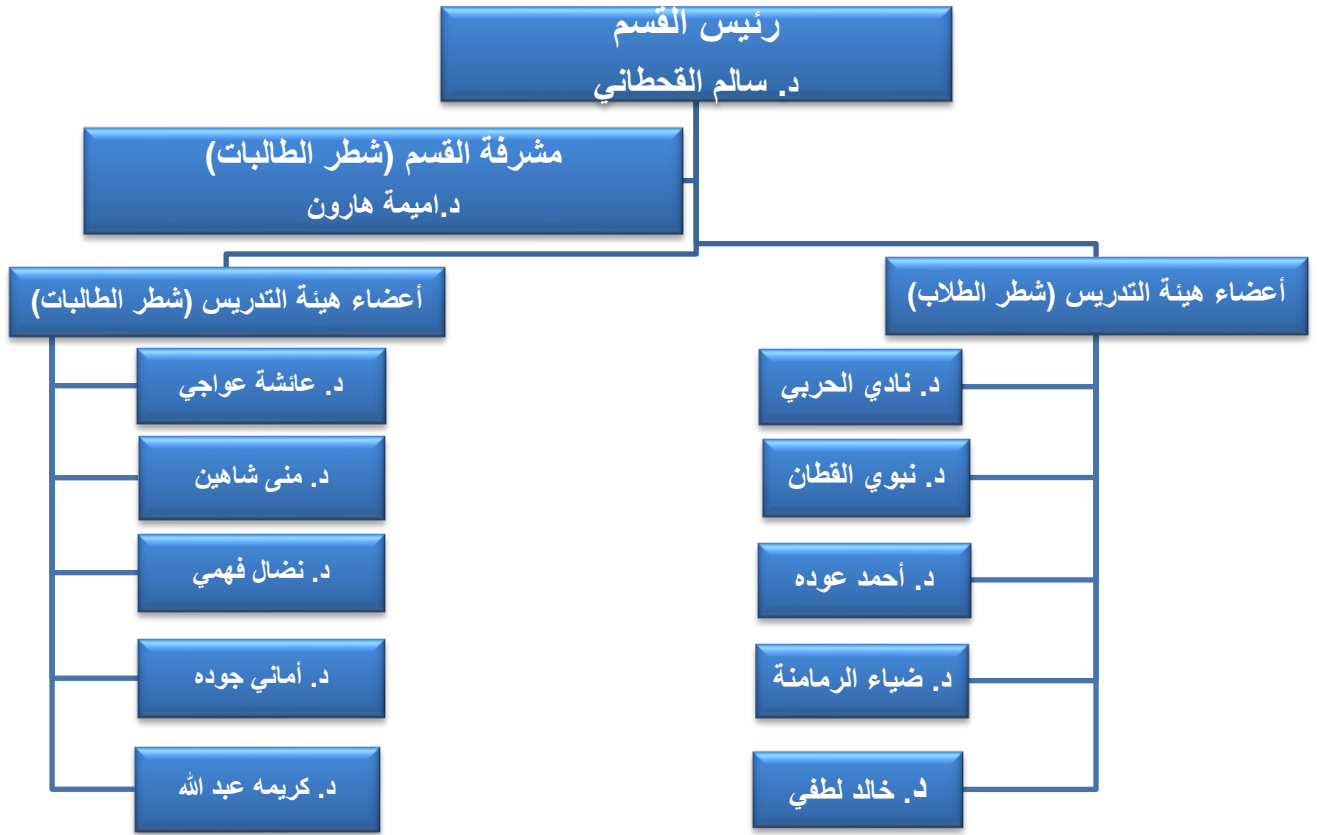 رئيس القسم
د. سالم القحطاني
مشرفة القسم (شطر الطالبات)
د.اميمة هارون
أعضاء هيئة التدريس (شطر الطلاب)
د. نادي الحربي
د. نبوي القطان
د. أحمد عوده
د. ضياء الرمامنة
د. خالد لطفي
أعضاء هيئة التدريس (شطر الطالبات)
د. عائشة عواجي
د. منى شاهين
د. نضال فهمي
د. أماني جوده
د. كريمه عبد الله